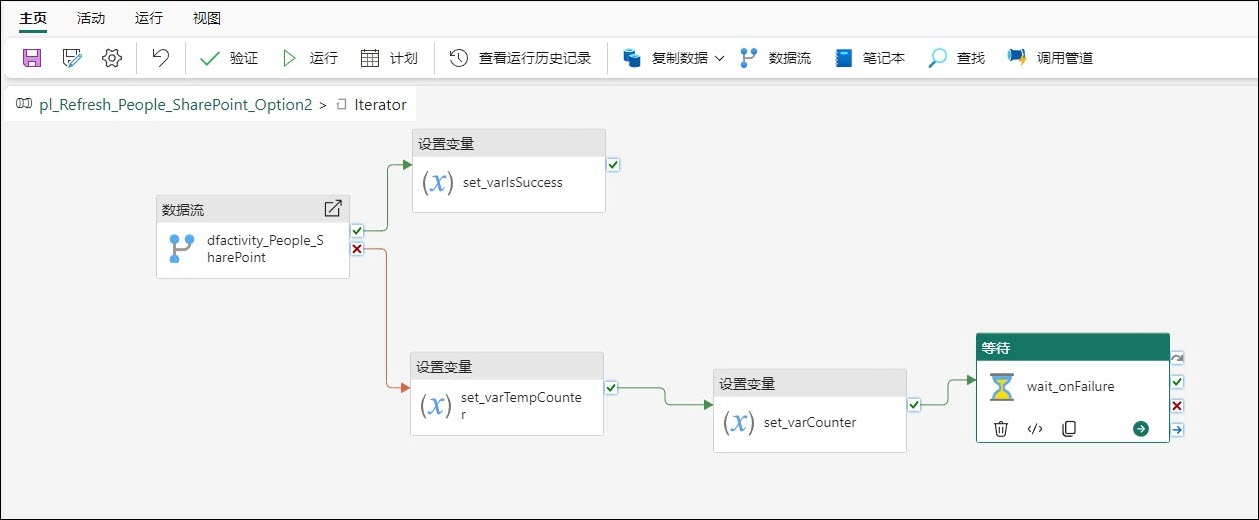 主页 活动 运行 视图
验证 运行 计划 查看运行历史记录 复制数据 数据流 笔记本 查找 调用管道
pl_Refresh_People_SharePoint_Option2 > Iterator
设置变量
(x) set_varIsSuccess
数据流
dfactivity_People_S
harePoint
设置变量
(x) set_varTempCounte
r
设置变量
(x) set_varCounter
等待
wait_onFailure